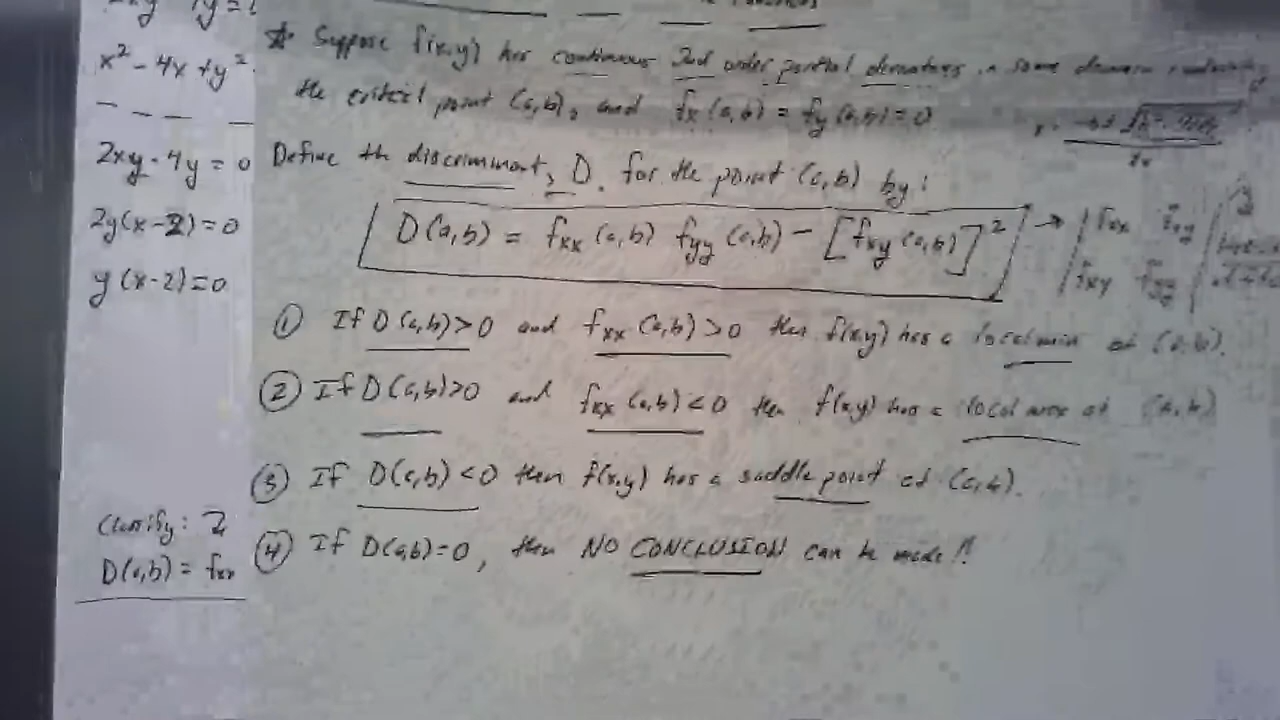 x² - 4x + y²
2xy - 4y = 0
2y(x-2) = 0
y(x-2) = 0
Classify: 2
D(a,b) = fxx
Suppose f(x,y) has continuous 2nd order partial derivatives in some domain
the critical point (a,b), and fx(a,b) = fy(a,b) = 0
Define the discriminant, D, for the point (a,b) by:
D(a,b) = fxx(a,b) fyy(a,b) - [fxy(a,b)]² → | fxx fxy
fxy fyy |
① If D(a,b)>0 and fxx(a,b)>0 then f(x,y) has a local min at (a,b).
② If D(a,b)>0 and fxx(a,b)<0 then f(x,y) has a local max at (a,b)
③ If D(a,b)<0 then f(x,y) has a saddle point at (a,b).
④ If D(a,b)=0, then NO CONCLUSION can be made!!